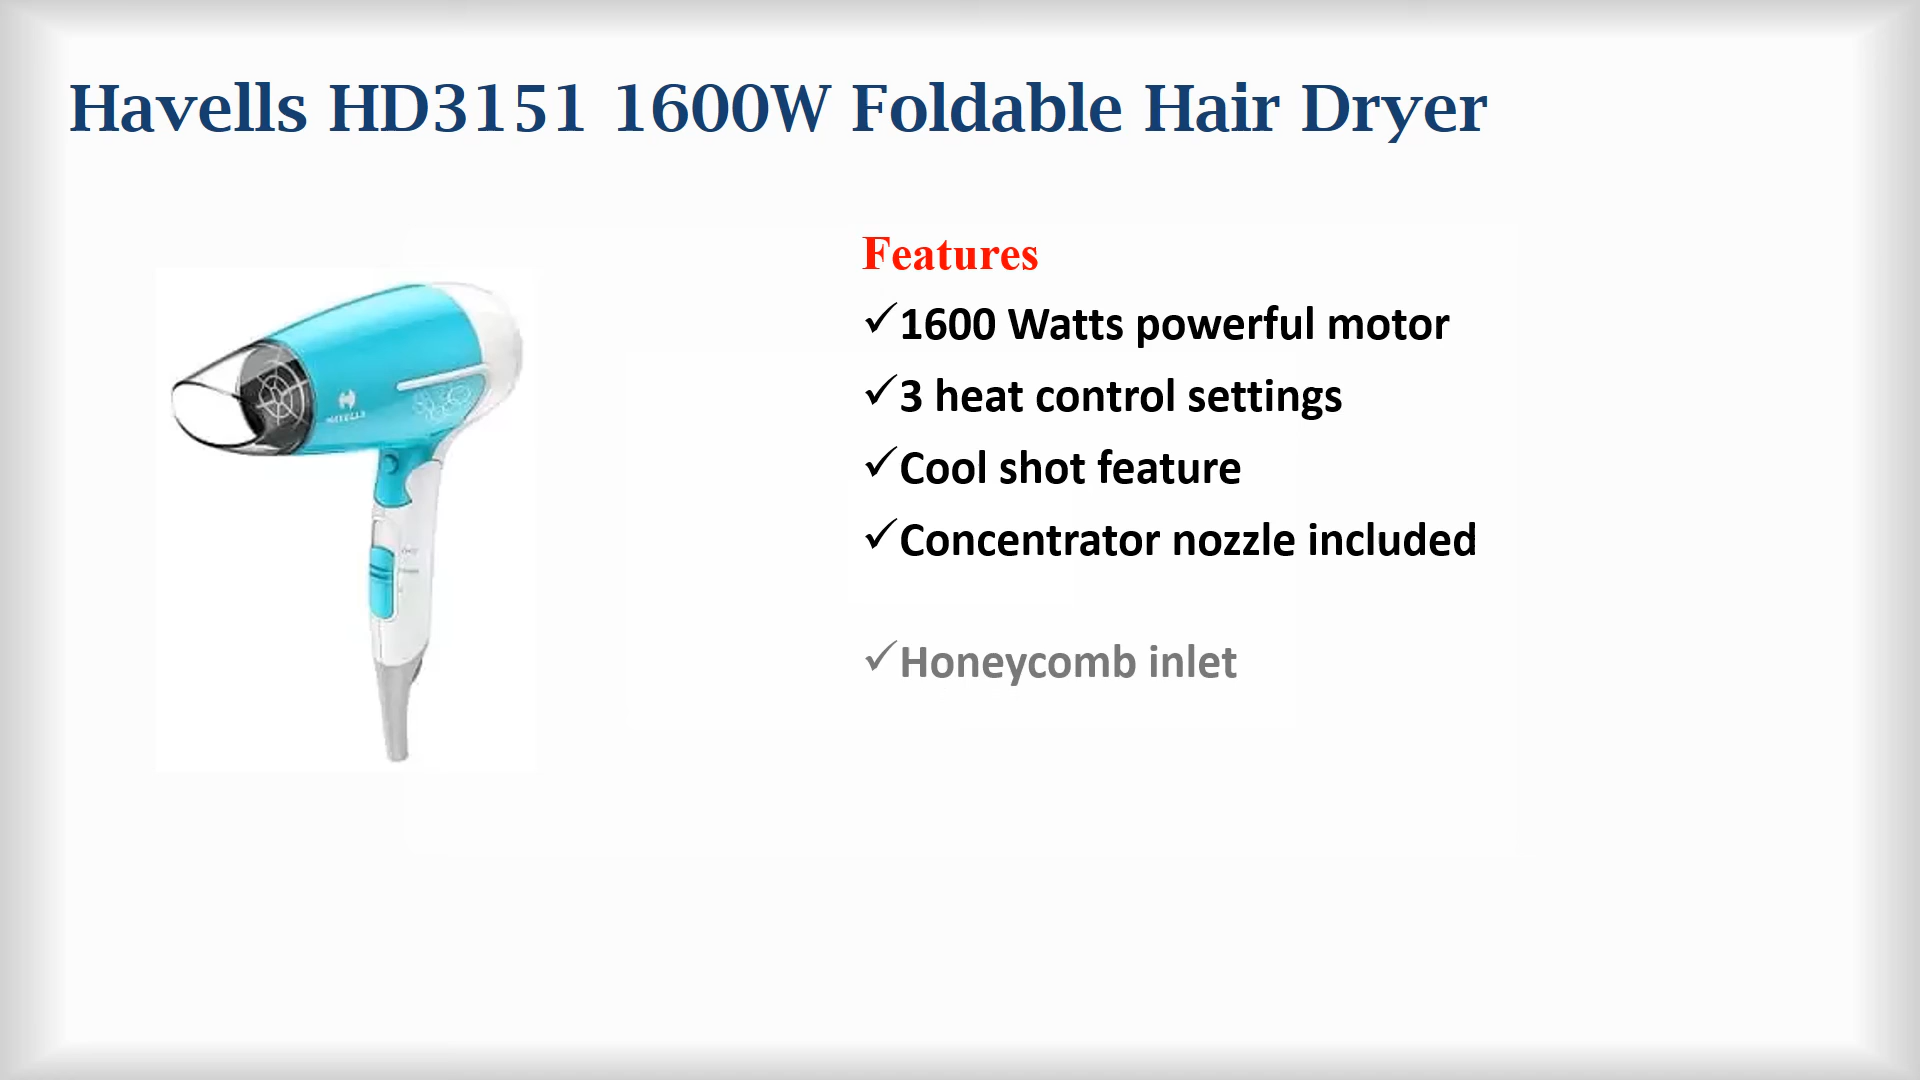 Havells HD3151 1600W Foldable Hair Dryer
Features
✓1600 Watts powerful motor
✓3 heat control settings
✓Cool shot feature
✓Concentrator nozzle included
✓Honeycomb inlet
HAVELLS